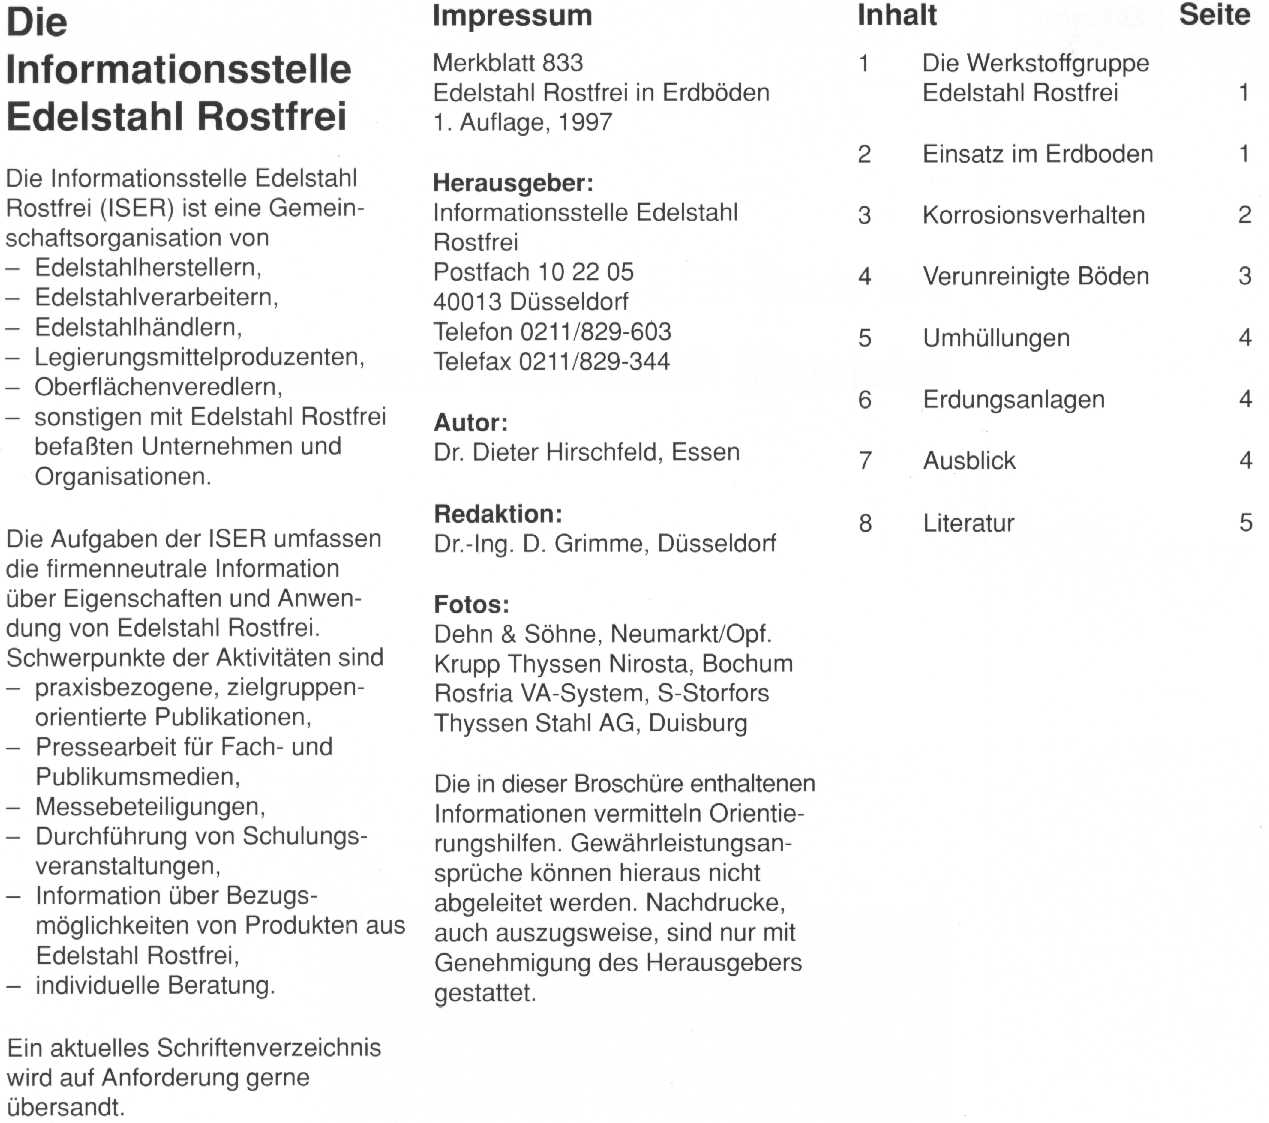 Die
Informationsstelle
Edelstahl Rostfrei
Die Informationsstelle Edelstahl
Rostfrei (ISER) ist eine Gemein-
schaftsorganisation von
– Edelstahlherstellern,
– Edelstahlverarbeitern,
– Edelstahlhändlern,
– Legierungsmittelproduzenten,
– Oberflächenveredlern,
– sonstigen mit Edelstahl Rostfrei
befaßten Unternehmen und
Organisationen.
Die Aufgaben der ISER umfassen
die firmenneutrale Information
über Eigenschaften und Anwen-
dung von Edelstahl Rostfrei.
Schwerpunkte der Aktivitäten sind
– praxisbezogene, zielgruppen-
orientierte Publikationen,
– Pressearbeit für Fach- und
Publikumsmedien,
– Messebeteiligungen,
– Durchführung von Schulungs-
veranstaltungen,
– Information über Bezugs-
möglichkeiten von Produkten aus
Edelstahl Rostfrei,
– individuelle Beratung.
Ein aktuelles Schriftenverzeichnis
wird auf Anforderung gerne
übersandt.
Impressum
Merkblatt 833
Edelstahl Rostfrei in Erdböden
1. Auflage, 1997
Herausgeber:
Informationsstelle Edelstahl
Rostfrei
Postfach 10 22 05
40013 Düsseldorf
Telefon 0211/829-603
Telefax 0211/829-344
Autor:
Dr. Dieter Hirschfeld, Essen
Redaktion:
Dr.-Ing. D. Grimme, Düsseldorf
Fotos:
Dehn & Söhne, Neumarkt/Opf.
Krupp Thyssen Nirosta, Bochum
Rosfria VA-System, S-Storfors
Thyssen Stahl AG, Duisburg
Die in dieser Broschüre enthaltenen
Informationen vermitteln Orientie-
rungshilfen. Gewährleistungsan-
sprüche können hieraus nicht
abgeleitet werden. Nachdrucke,
auch auszugsweise, sind nur mit
Genehmigung des Herausgebers
gestattet.
Inhalt Seite
1 Die Werkstoffgruppe
Edelstahl Rostfrei 1
2 Einsatz im Erdboden 1
3 Korrosionsverhalten 2
4 Verunreinigte Böden 3
5 Umhüllungen 4
6 Erdungsanlagen 4
7 Ausblick 4
8 Literatur 5